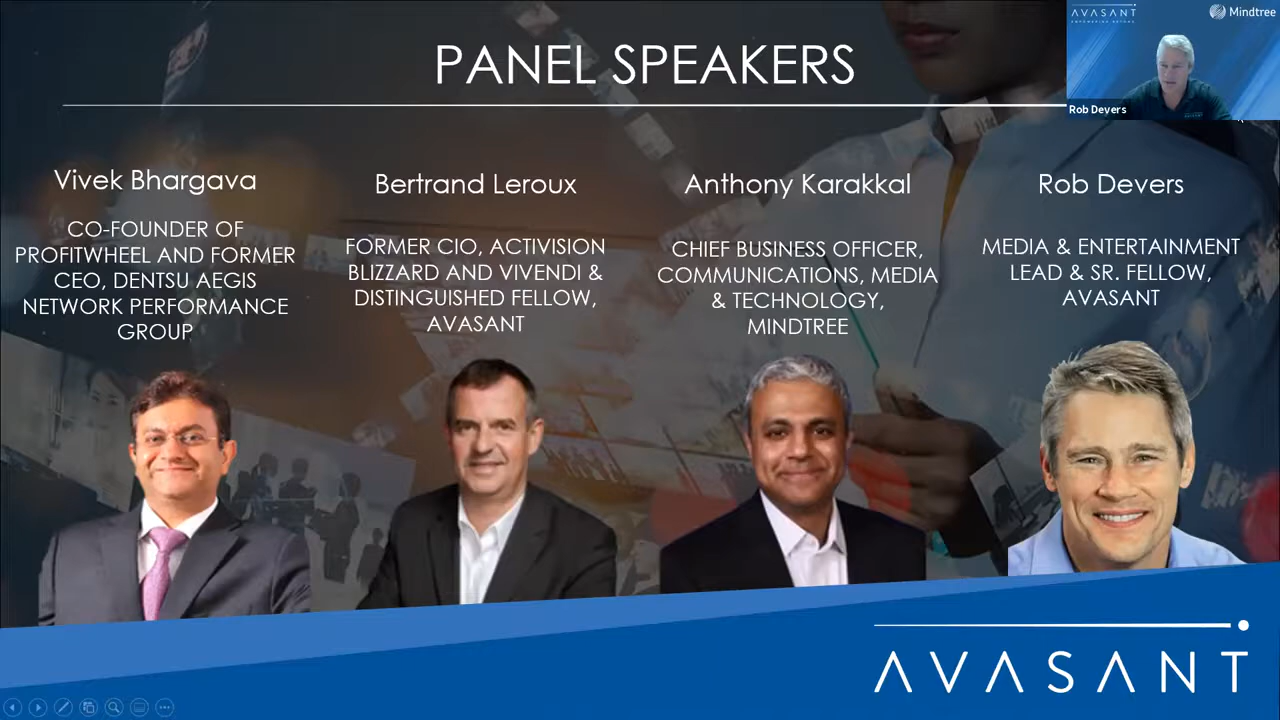 PANEL SPEAKERS
AVASANT
Mindtree
Rob Devers
Vivek Bhargava
CO-FOUNDER OF
PROFITWHEEL AND FORMER
CEO, DENTSU AEGIS
NETWORK PERFORMANCE
GROUP
Bertrand Leroux
FORMER CIO, ACTIVISION
BLIZZARD AND VIVENDI &
DISTINGUISHED FELLOW,
AVASANT
Anthony Karakkal
CHIEF BUSINESS OFFICER,
COMMUNICATIONS, MEDIA
& TECHNOLOGY,
MINDTREE
Rob Devers
MEDIA & ENTERTAINMENT
LEAD & SR. FELLOW,
AVASANT
AVASANT